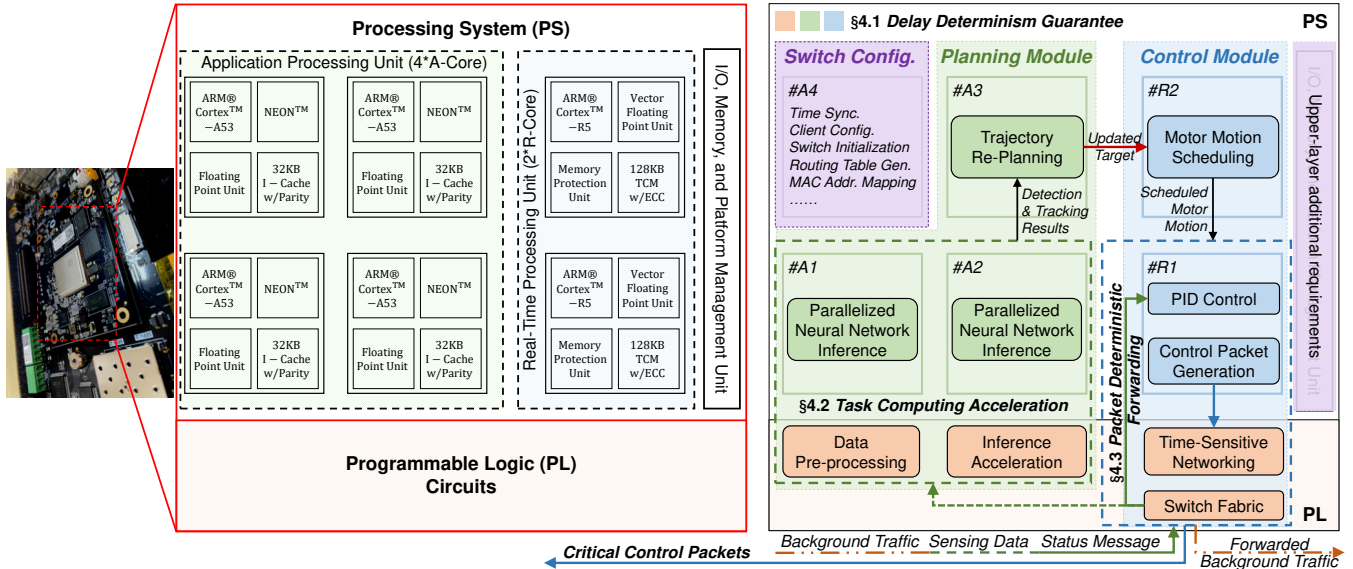 Processing System (PS)
Application Processing Unit (4*A-Core)
ARM®
Cortex™
−A53
NEON™
Floating
Point Unit
32KB
I − Cache
w/Parity
ARM®
Cortex™
−A53
NEON™
Floating
Point Unit
32KB
I − Cache
w/Parity
ARM®
Cortex™
−A53
NEON™
Floating
Point Unit
32KB
I − Cache
w/Parity
ARM®
Cortex™
−A53
NEON™
Floating
Point Unit
32KB
I − Cache
w/Parity
Real-Time Processing Unit (2*R-Core)
ARM®
Cortex™
−R5
Vector
Floating
Point Unit
Memory
Protection
Unit
128KB
TCM
w/ECC
ARM®
Cortex™
−R5
Vector
Floating
Point Unit
Memory
Protection
Unit
128KB
TCM
w/ECC
I/O, Memory, and Platform Management Unit
Programmable Logic (PL)
Circuits
§4.1 Delay Determinism Guarantee
PS
Switch Config.
#A4
Time Sync.
Client Config.
Switch Initialization
Routing Table Gen.
MAC Addr. Mapping
......
Planning Module
#A3
Trajectory
Re-Planning
Updated
Target
Detection
& Tracking
Results
Control Module
#R2
Motor Motion
Scheduling
Scheduled
Motor
Motion
I/O, Upper-layer additional requirements Unit
#A1
Parallelized
Neural Network
Inference
#A2
Parallelized
Neural Network
Inference
§4.2 Task Computing Acceleration
Data
Pre-processing
Inference
Acceleration
§4.3 Packet Deterministic
Forwarding
#R1
PID Control
Control Packet
Generation
Time-Sensitive
Networking
Switch Fabric
PL
Critical Control Packets
Background Traffic
Sensing Data
Status Message
Forwarded
Background Traffic